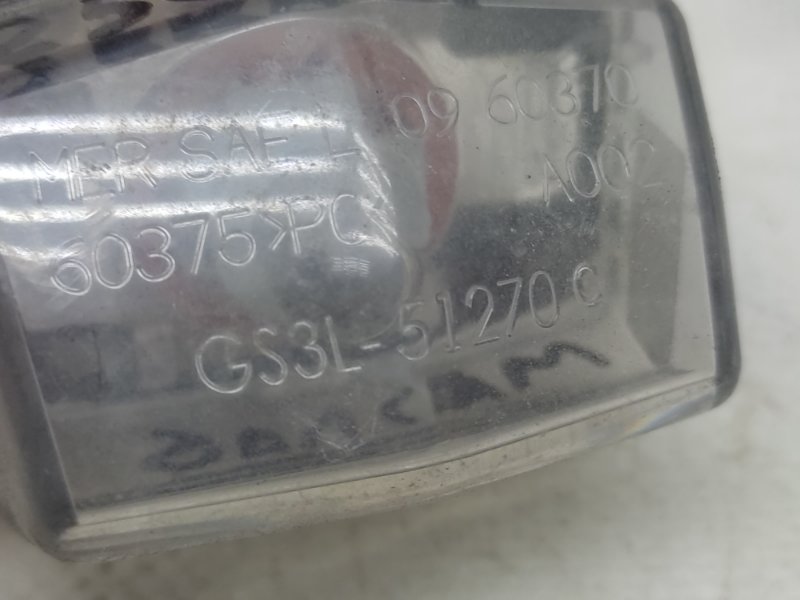 MER SAE L 09 60370
A002
60375 >PC
GS3L-51270 C